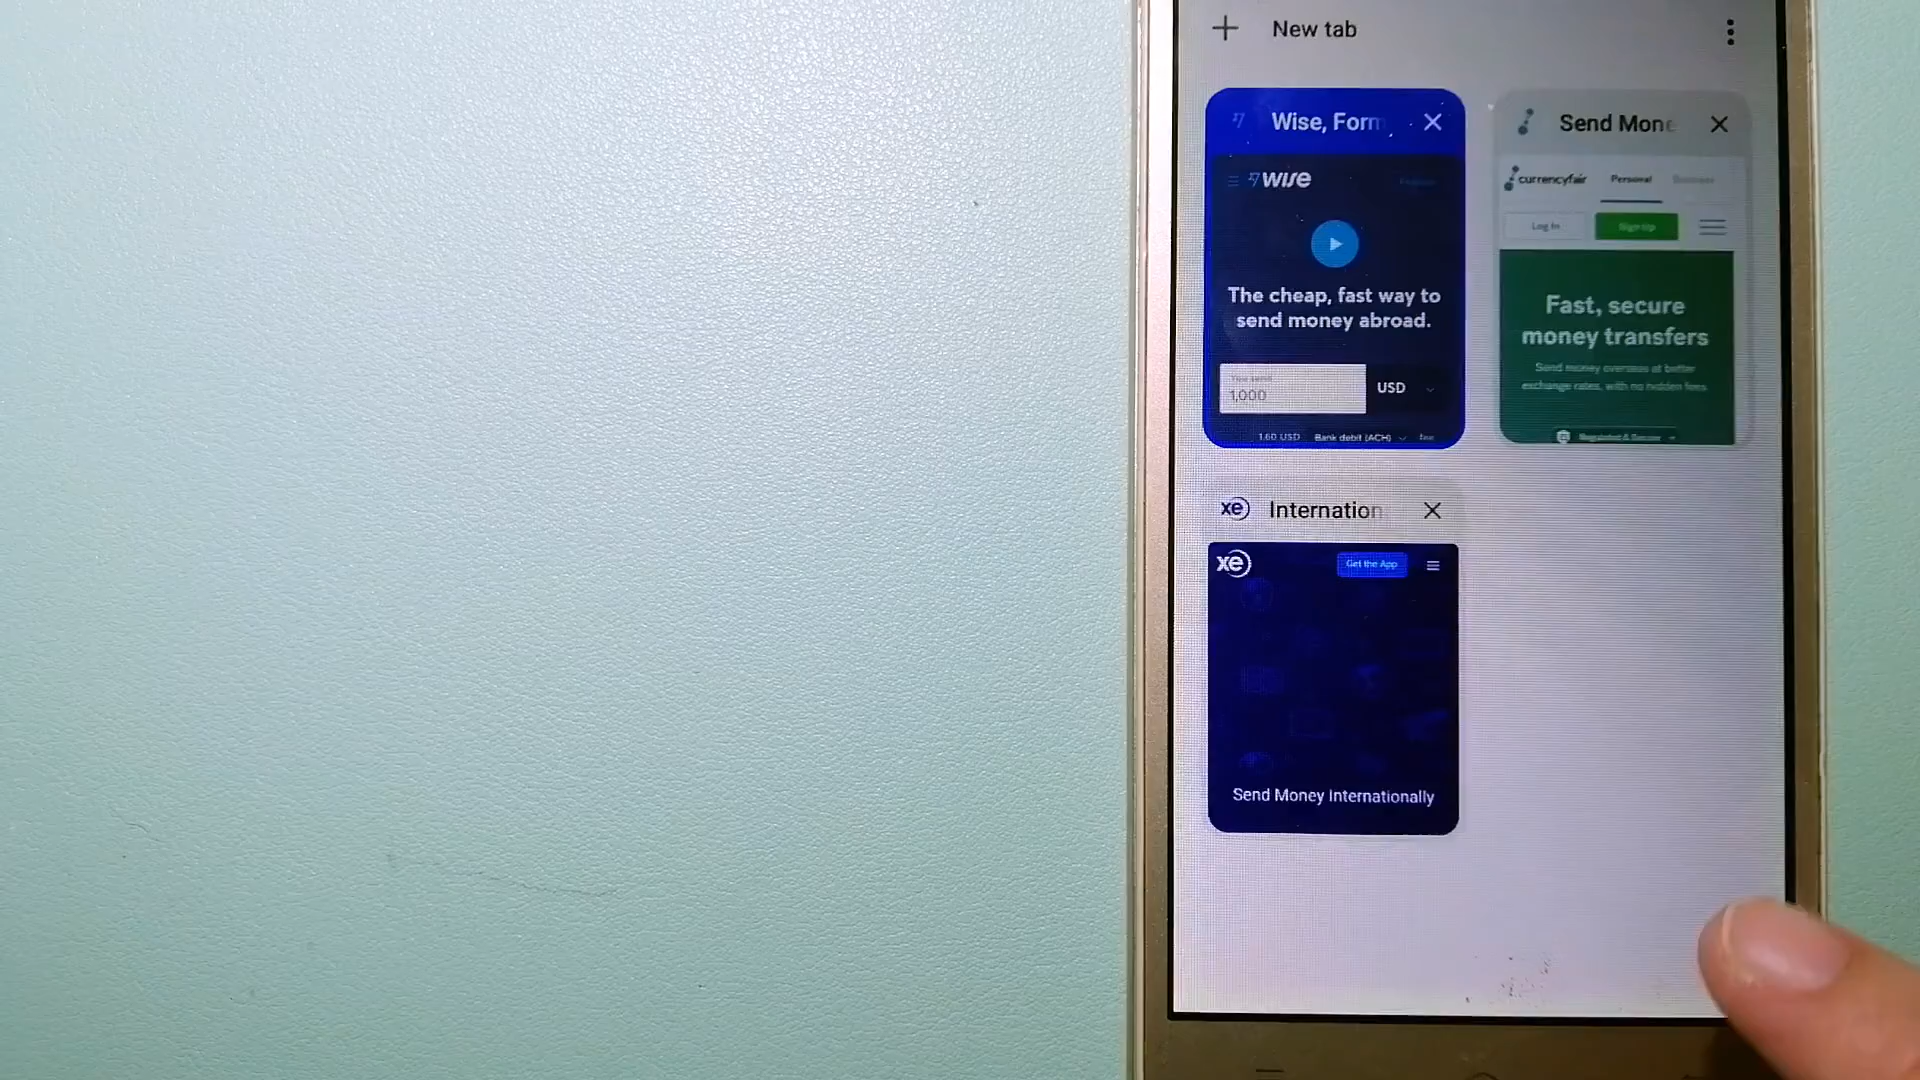 New tab
Wise, Form
wise
The cheap, fast way to
send money abroad.
You send
1,000
USD
1.60 USD Bank debit (ACH) fee
Send Mone
currencyfair Personal Business
Log In Sign Up
Fast, secure
money transfers
Send money overseas at better
exchange rates, with no hidden fees
Regulated & Secure
xe Internation
xe Get the App
Send Money Internationally